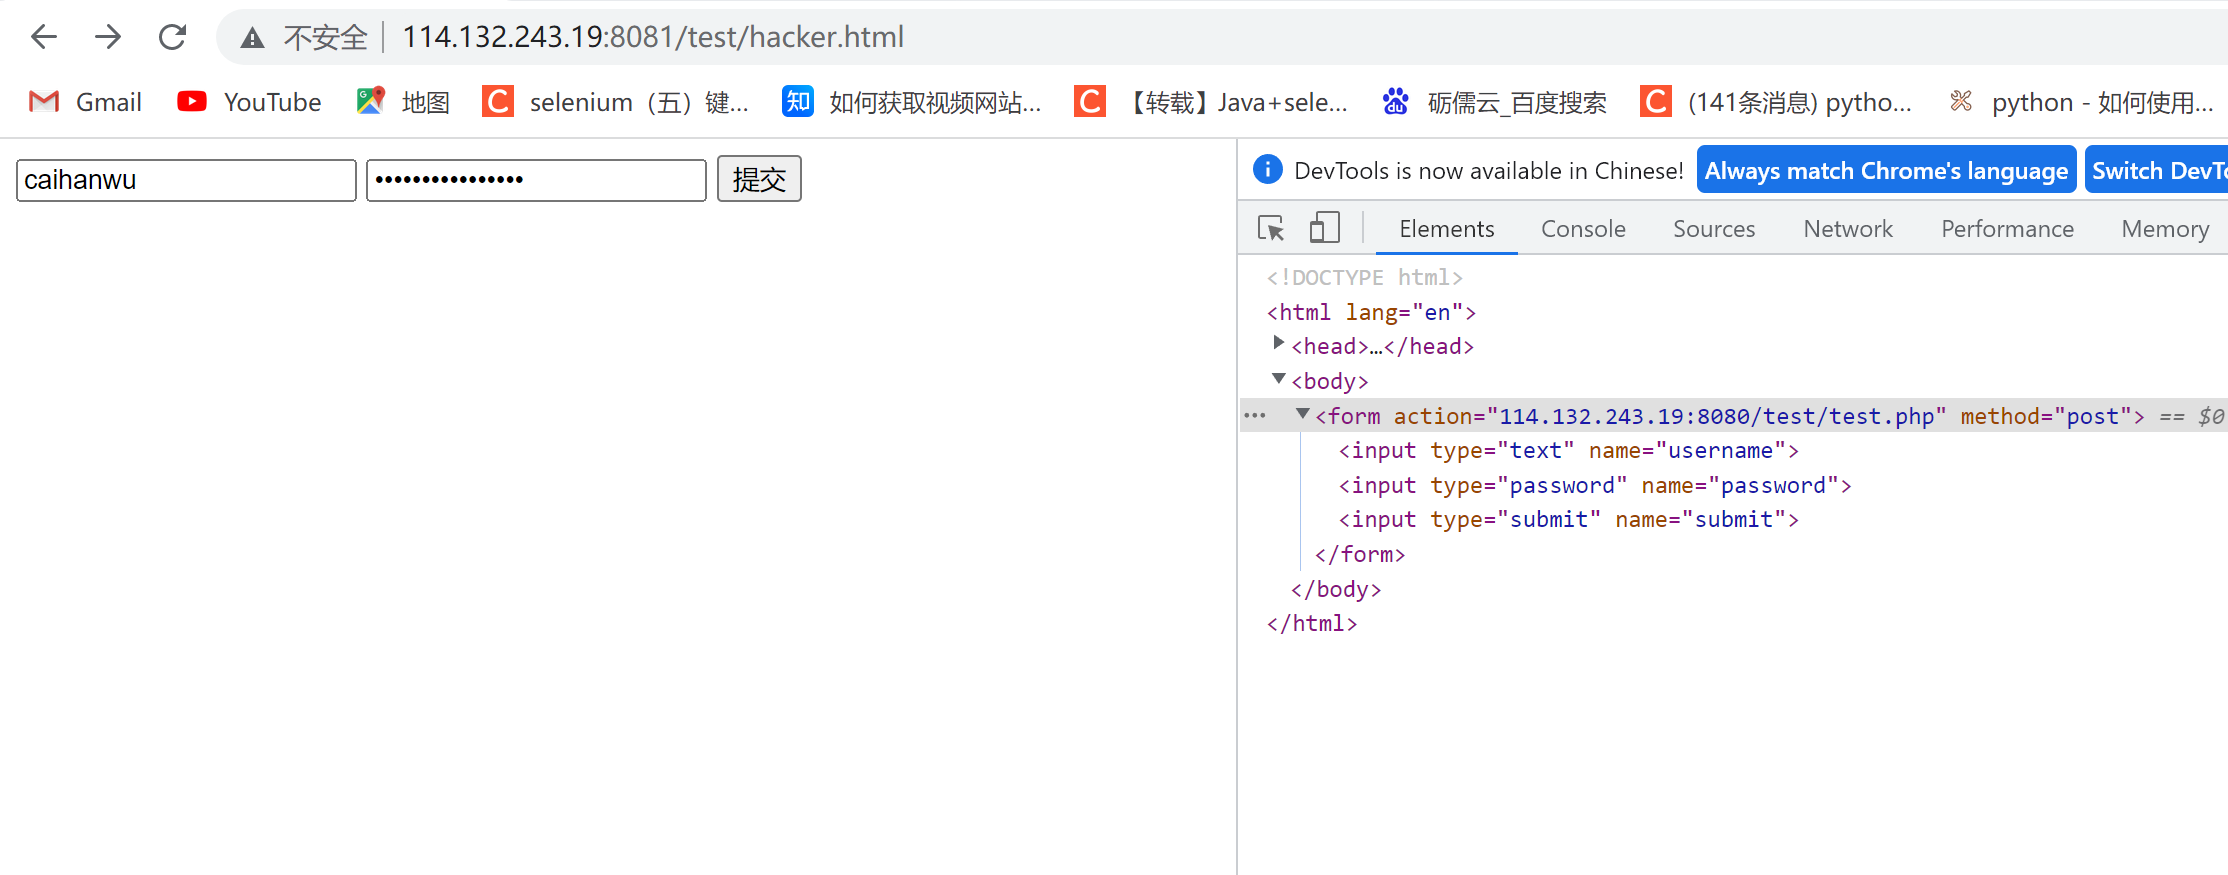 不安全 114.132.243.19:8081/test/hacker.html
Gmail YouTube 地图 selenium（五）键... 如何获取视频网站... 【转载】Java+sele... 砺儒云_百度搜索 (141条消息) pytho... python - 如何使用...
caihanwu •••••••••••••••• 提交
DevTools is now available in Chinese! Always match Chrome's language Switch DevTo
Elements Console Sources Network Performance Memory
<!DOCTYPE html>
<html lang="en">
<head>…</head>
<body>
<form action="114.132.243.19:8080/test/test.php" method="post"> == $0
<input type="text" name="username">
<input type="password" name="password">
<input type="submit" name="submit">
</form>
</body>
</html>